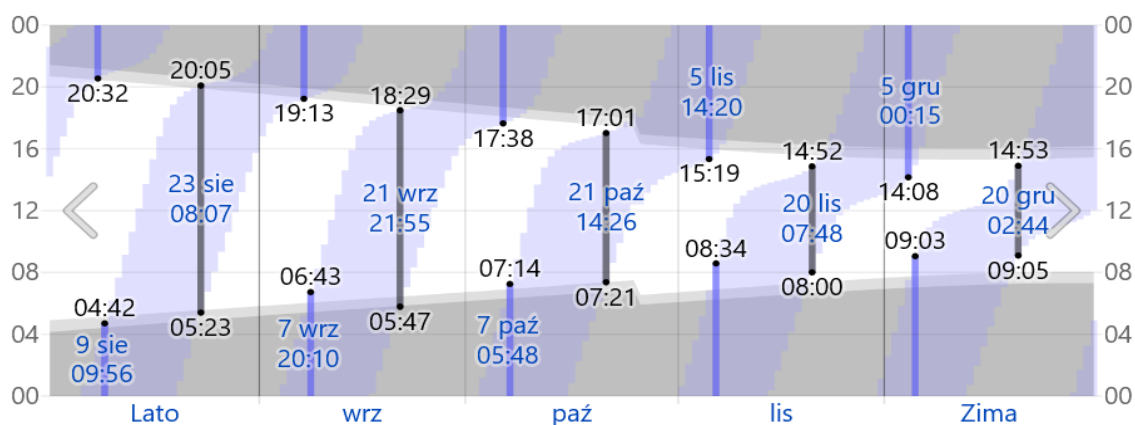 00
20
16
12
08
04
00
20:32
04:42
9 sie
09:56
20:05
23 sie
08:07
05:23
19:13
06:43
7 wrz
20:10
18:29
21 wrz
21:55
05:47
17:38
07:14
7 paź
05:48
17:01
21 paź
14:26
07:21
5 lis
14:20
15:19
08:34
14:52
20 lis
07:48
08:00
5 gru
00:15
14:08
09:03
14:53
20 gru
02:44
09:05
00
20
16
12
08
04
00
Lato
wrz
paź
lis
Zima